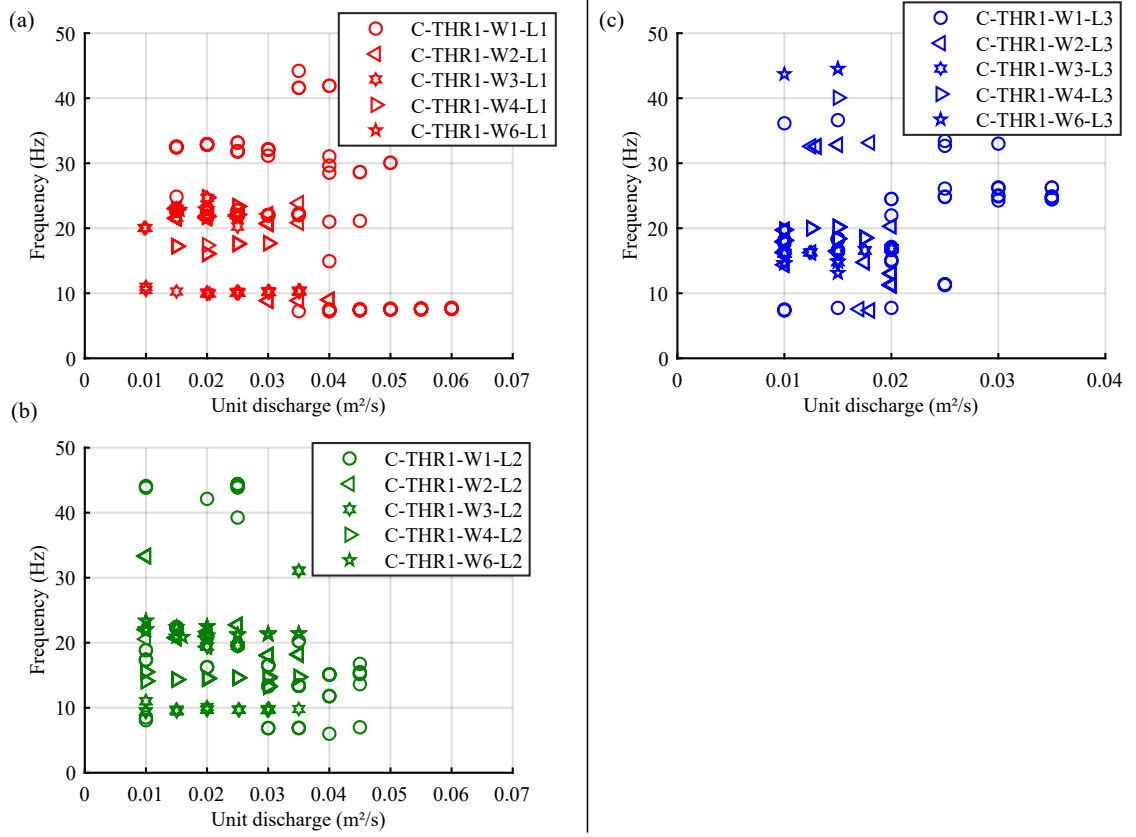 (a)
50
40
30
20
10
0
Frequency (Hz)
0 0.01 0.02 0.03 0.04 0.05 0.06 0.07
Unit discharge (m²/s)
C-THR1-W1-L1
C-THR1-W2-L1
C-THR1-W3-L1
C-THR1-W4-L1
C-THR1-W6-L1
(b)
50
40
30
20
10
0
Frequency (Hz)
0 0.01 0.02 0.03 0.04 0.05 0.06 0.07
Unit discharge (m²/s)
C-THR1-W1-L2
C-THR1-W2-L2
C-THR1-W3-L2
C-THR1-W4-L2
C-THR1-W6-L2
(c)
50
40
30
20
10
0
Frequency (Hz)
0 0.01 0.02 0.03 0.04
Unit discharge (m²/s)
C-THR1-W1-L3
C-THR1-W2-L3
C-THR1-W3-L3
C-THR1-W4-L3
C-THR1-W6-L3